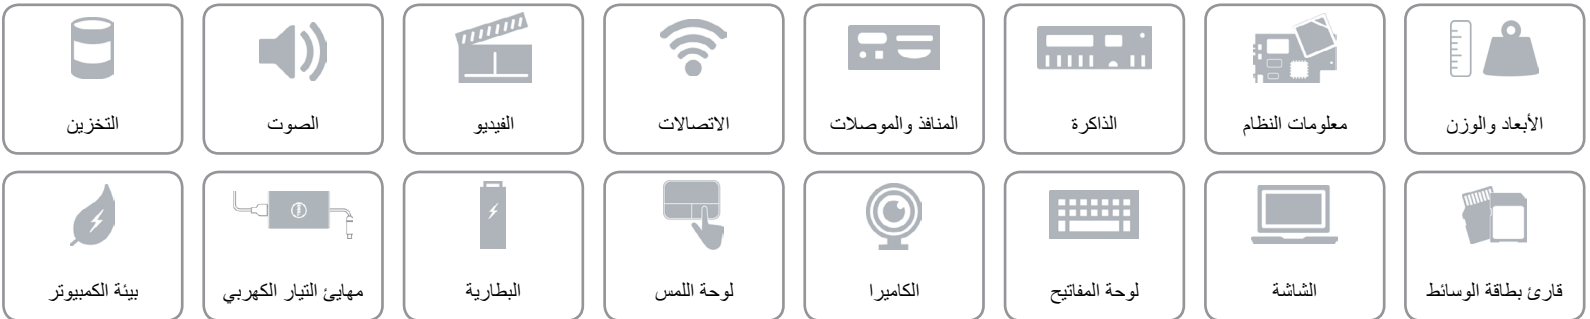 الأبعاد والوزن
معلومات النظام
الذاكرة
المنافذ والموصلات
الاتصالات
الفيديو
الصوت
التخزين
قارئ بطاقة الوسائط
الشاشة
لوحة المفاتيح
الكاميرا
لوحة اللمس
البطارية
مهايئ التيار الكهربي
بيئة الكمبيوتر